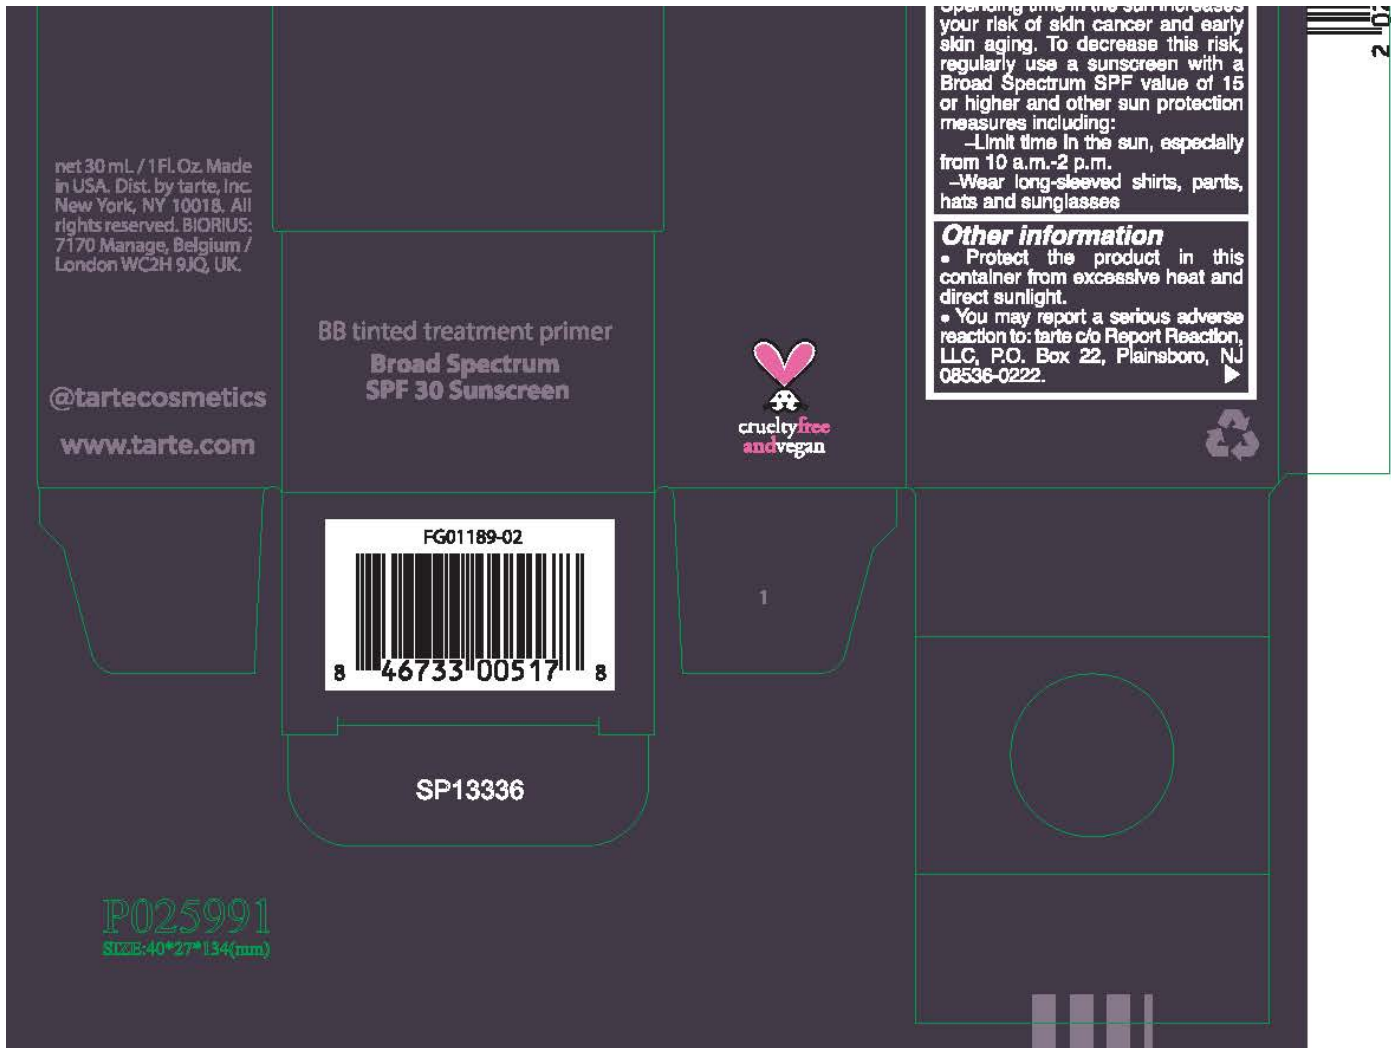 net 30 mL / 1 Fl. Oz. Made
in USA. Dist. by tarte, Inc.
New York, NY 10018. All
rights reserved. BIORIUS:
7170 Manage, Belgium /
London WC2H 9JQ, UK.
@tartecosmetics
www.tarte.com
BB tinted treatment primer
Broad Spectrum
SPF 30 Sunscreen
crueltyfree
andvegan
Spending time in the sun increases
your risk of skin cancer and early
skin aging. To decrease this risk,
regularly use a sunscreen with a
Broad Spectrum SPF value of 15
or higher and other sun protection
measures including:
–Limit time in the sun, especially
from 10 a.m.-2 p.m.
–Wear long-sleeved shirts, pants,
hats and sunglasses
Other information
• Protect the product in this
container from excessive heat and
direct sunlight.
• You may report a serious adverse
reaction to: tarte c/o Report Reaction,
LLC, P.O. Box 22, Plainsboro, NJ
08536-0222.
FG01189-02
8 46733 00517 8
1
SP13336
P025991
SIZE:40*27*134(mm)